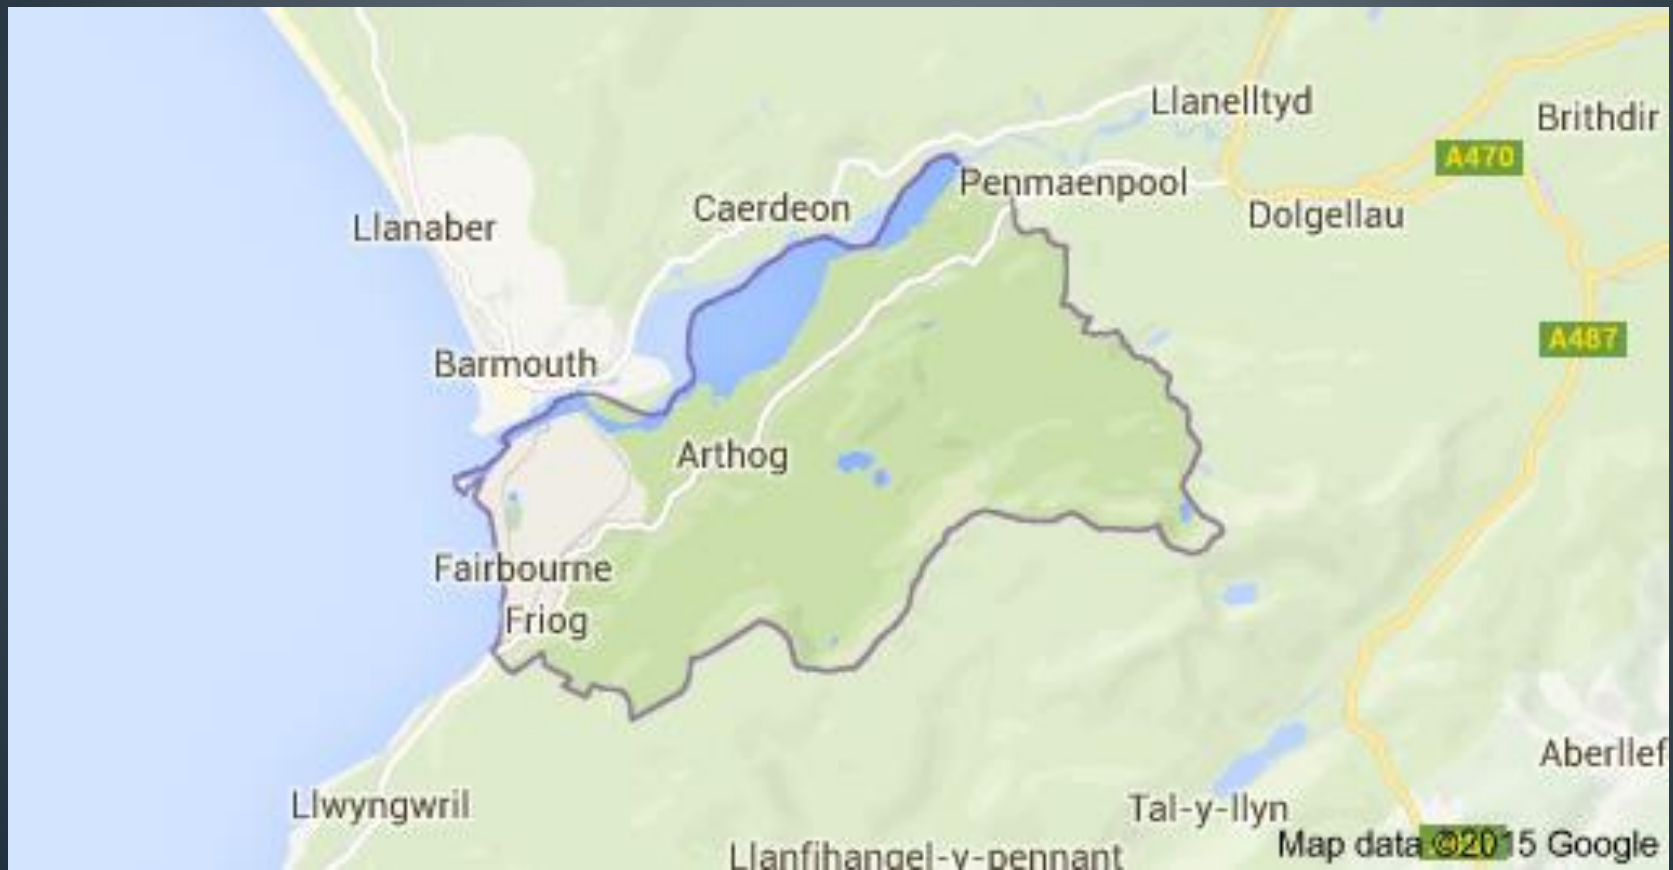 Llanelltyd
Brithdir
A470
Penmaenpool
Caerdeon
Dolgellau
Llanaber
A487
Barmouth
Arthog
Fairbourne
Friog
Llwyngwril
Tal-y-llyn
Map data ©2015 Google
Llanfihangel-y-pennant